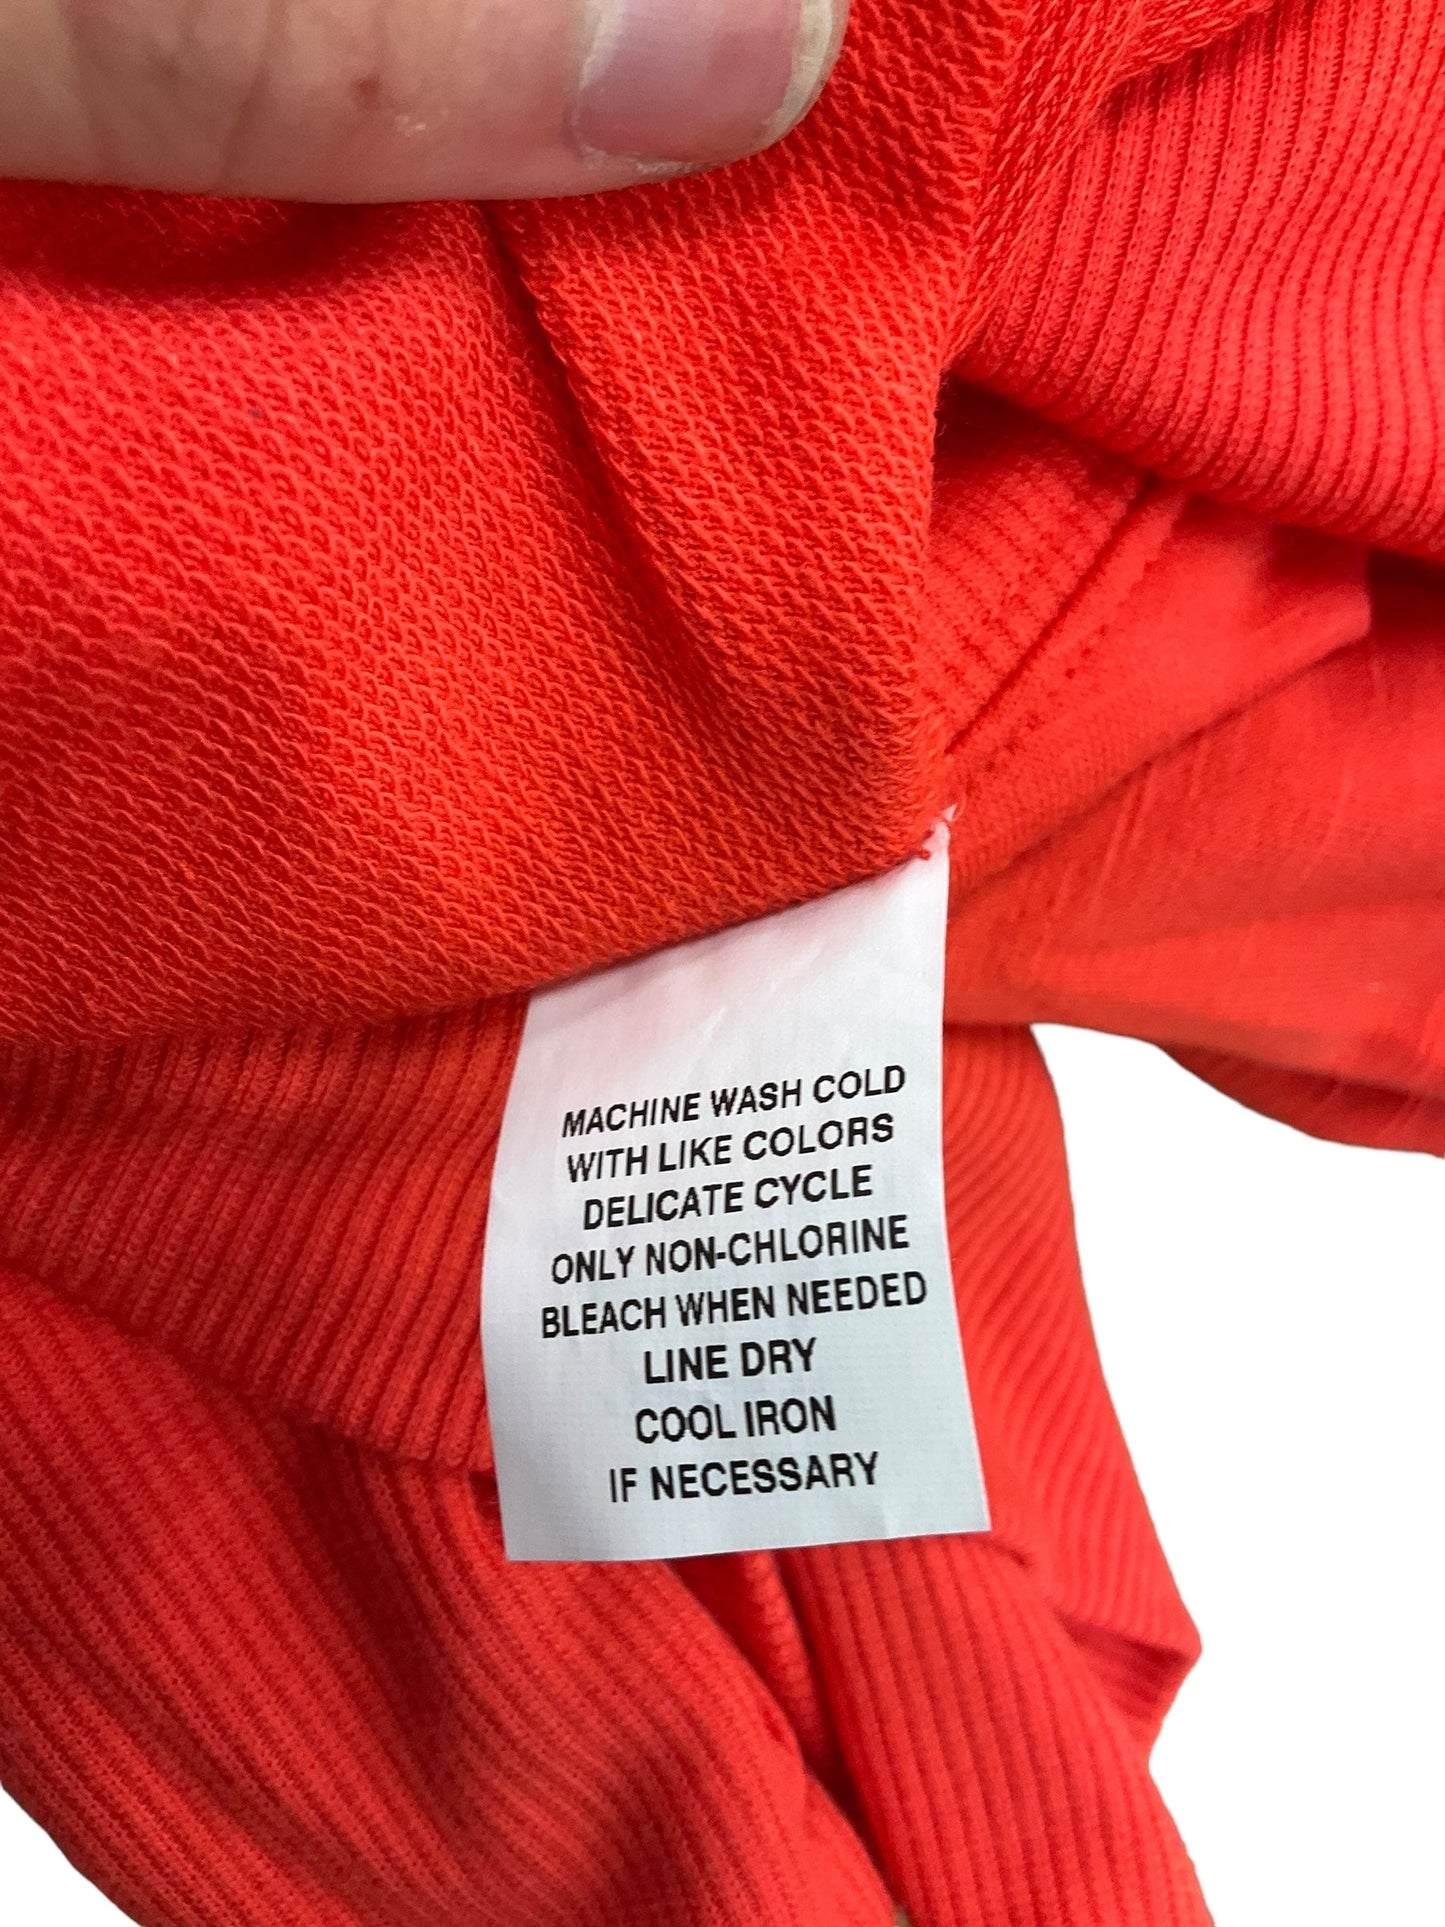 MACHINE WASH COLD
WITH LIKE COLORS
DELICATE CYCLE
ONLY NON-CHLORINE
BLEACH WHEN NEEDED
LINE DRY
COOL IRON
IF NECESSARY